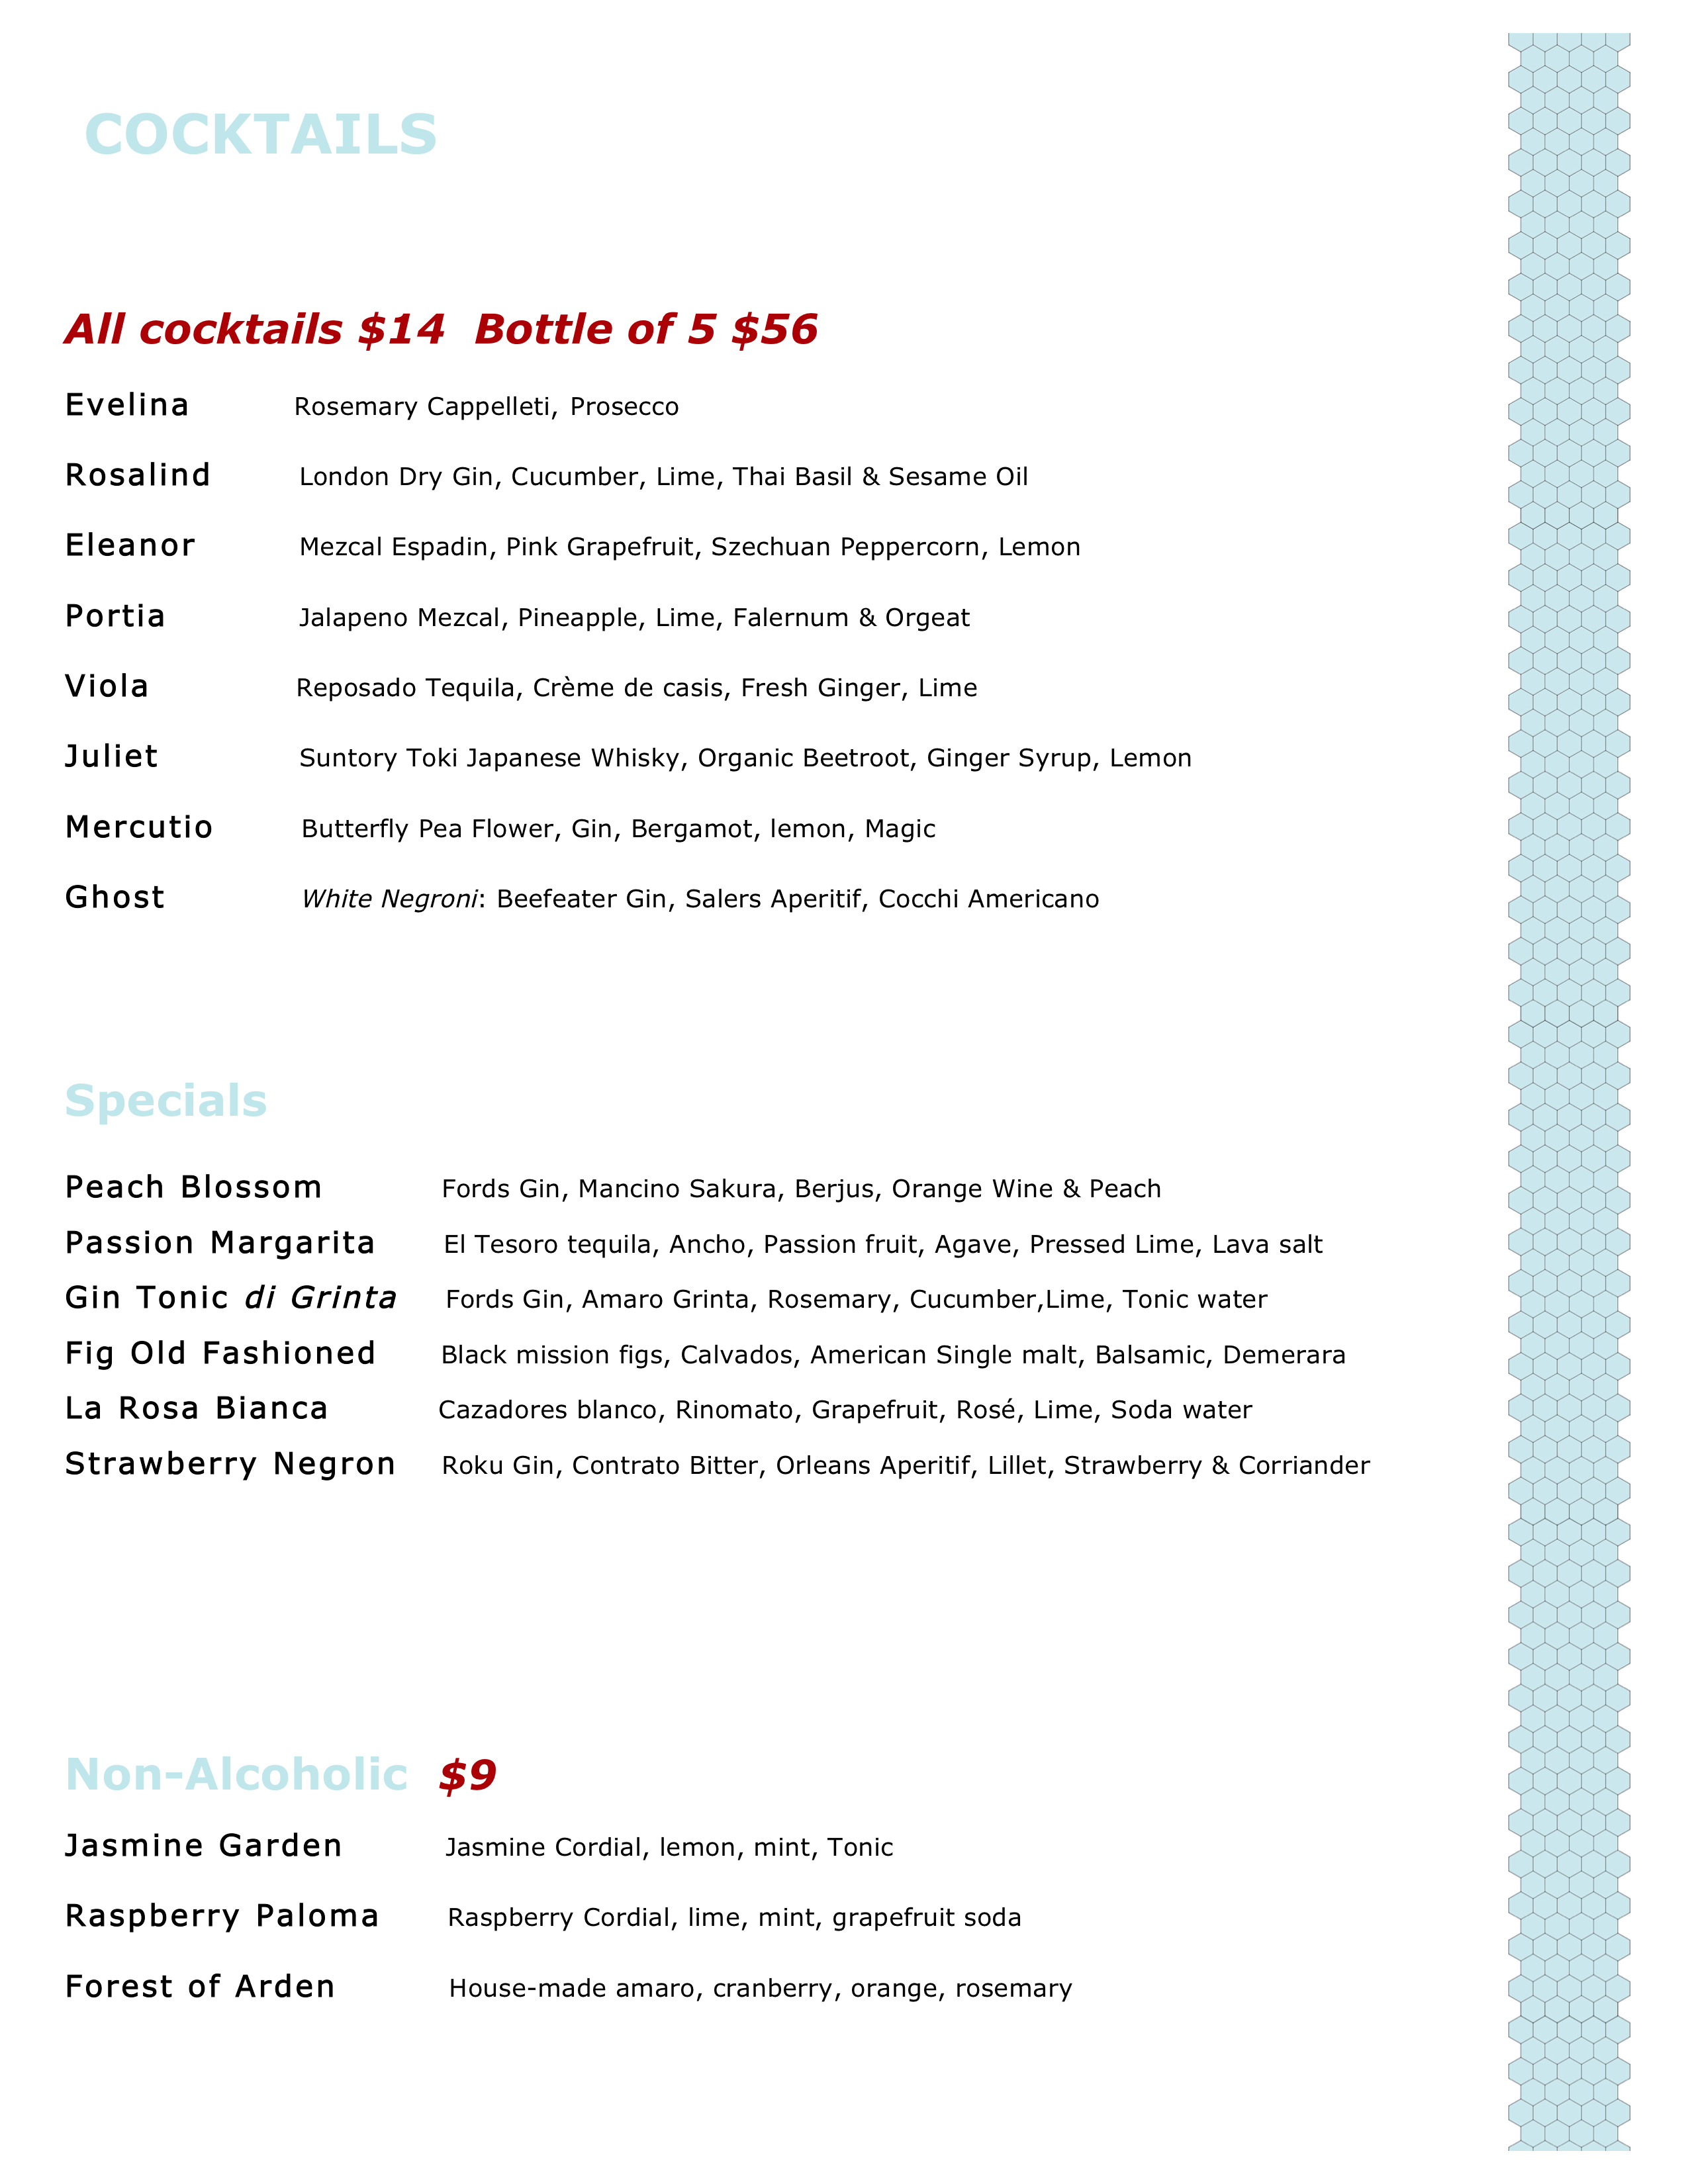 COCKTAILS
All cocktails $14  Bottle of 5 $56
Evelina Rosemary Cappelleti, Prosecco
Rosalind London Dry Gin, Cucumber, Lime, Thai Basil & Sesame Oil
Eleanor Mezcal Espadin, Pink Grapefruit, Szechuan Peppercorn, Lemon
Portia Jalapeno Mezcal, Pineapple, Lime, Falernum & Orgeat
Viola Reposado Tequila, Crème de casis, Fresh Ginger, Lime
Juliet Suntory Toki Japanese Whisky, Organic Beetroot, Ginger Syrup, Lemon
Mercutio Butterfly Pea Flower, Gin, Bergamot, lemon, Magic
Ghost White Negroni: Beefeater Gin, Salers Aperitif, Cocchi Americano
Specials
Peach Blossom Fords Gin, Mancino Sakura, Berjus, Orange Wine & Peach
Passion Margarita El Tesoro tequila, Ancho, Passion fruit, Agave, Pressed Lime, Lava salt
Gin Tonic di Grinta Fords Gin, Amaro Grinta, Rosemary, Cucumber,Lime, Tonic water
Fig Old Fashioned Black mission figs, Calvados, American Single malt, Balsamic, Demerara
La Rosa Bianca Cazadores blanco, Rinomato, Grapefruit, Rosé, Lime, Soda water
Strawberry Negron Roku Gin, Contrato Bitter, Orleans Aperitif, Lillet, Strawberry & Corriander
Non-Alcoholic $9
Jasmine Garden Jasmine Cordial, lemon, mint, Tonic
Raspberry Paloma Raspberry Cordial, lime, mint, grapefruit soda
Forest of Arden House-made amaro, cranberry, orange, rosemary